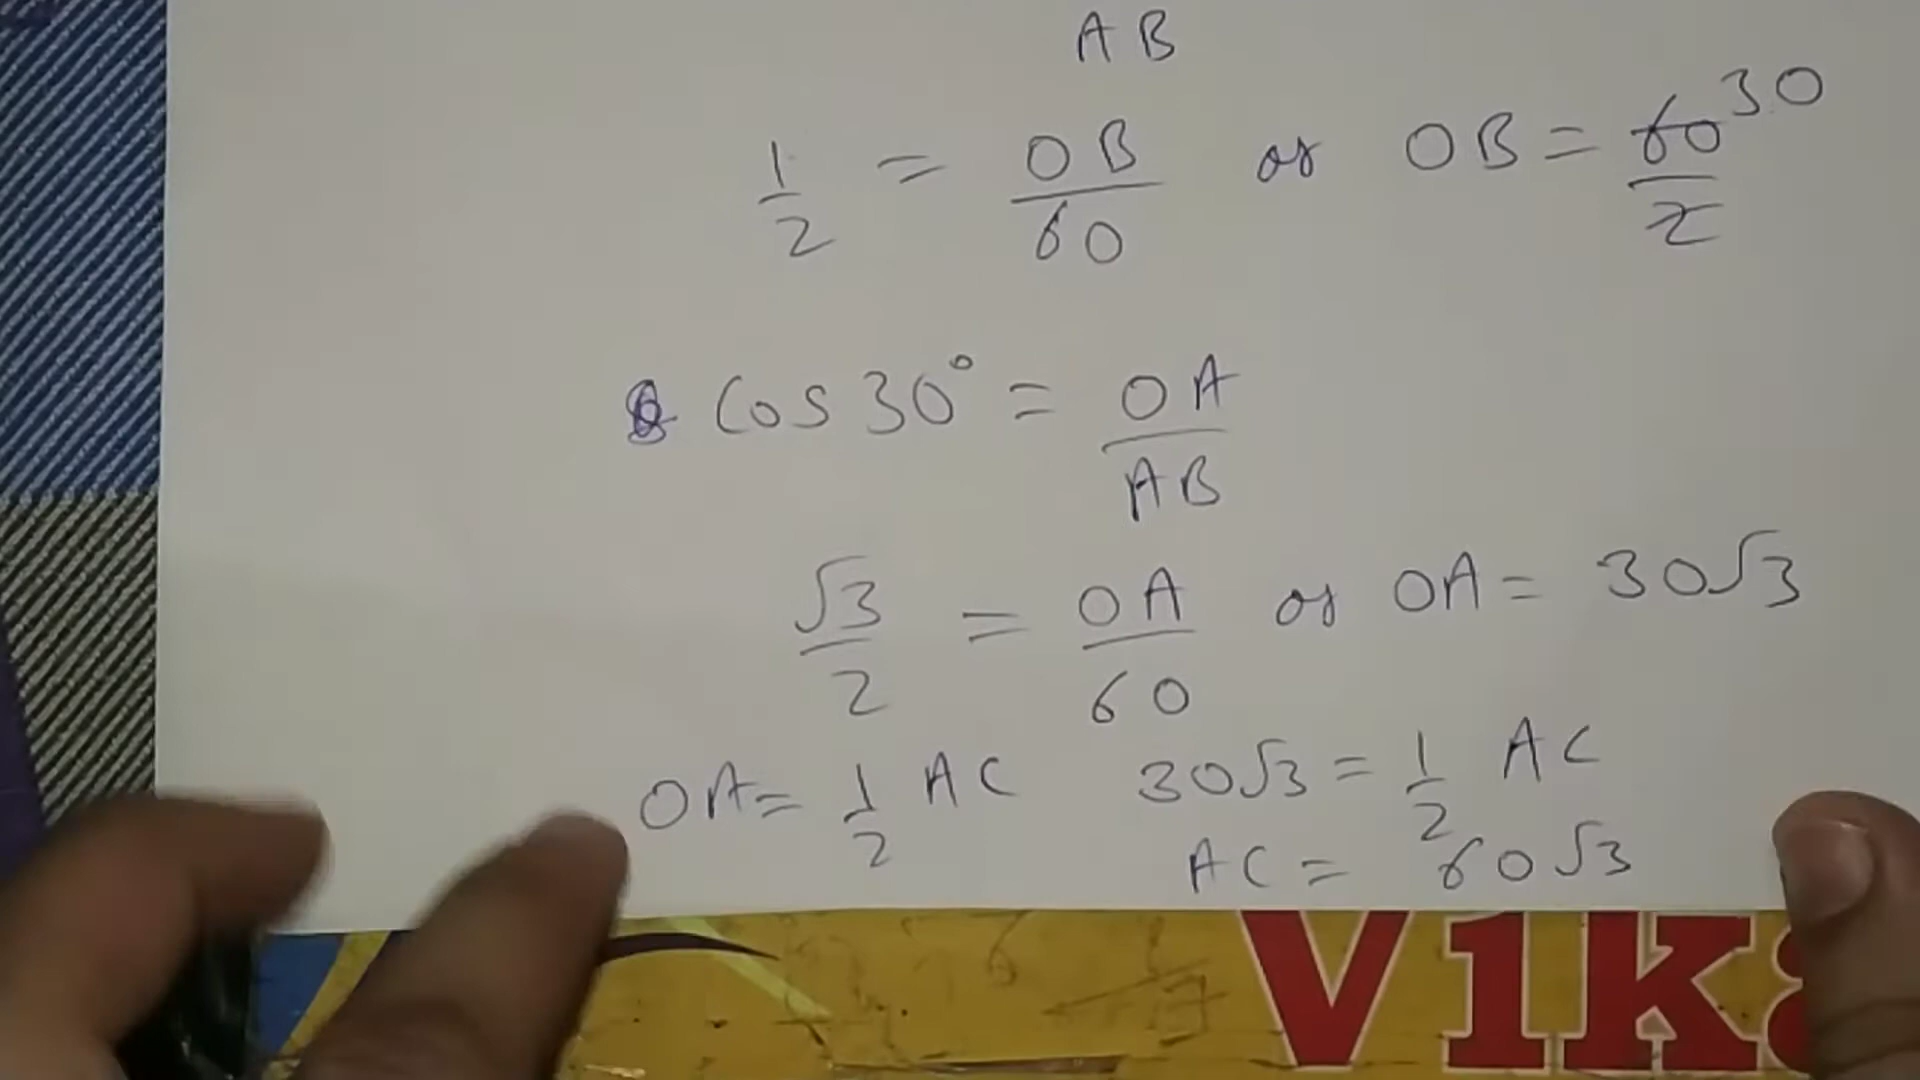 AB
1/2 = OB/60 or OB = 60/2 30
Cos 30° = OA/AB
√3/2 = OA/60 or OA = 30√3
OA = 1/2 AC 30√3 = 1/2 AC
AC = 60√3